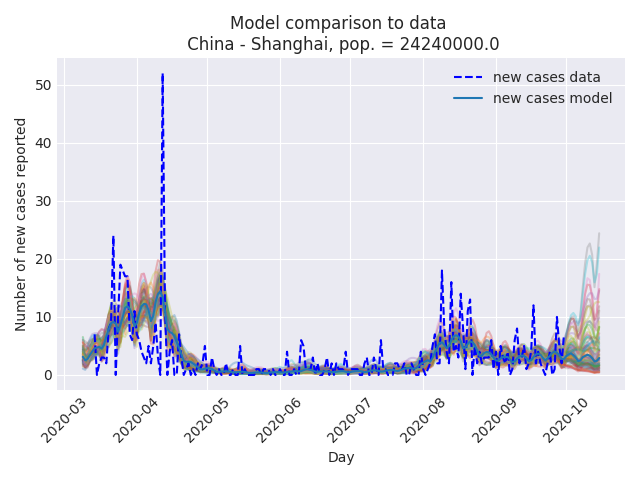 Model comparison to data
China - Shanghai, pop. = 24240000.0
new cases data
new cases model
Number of new cases reported
50
40
30
20
10
0
2020-03
2020-04
2020-05
2020-06
2020-07
2020-08
2020-09
2020-10
Day